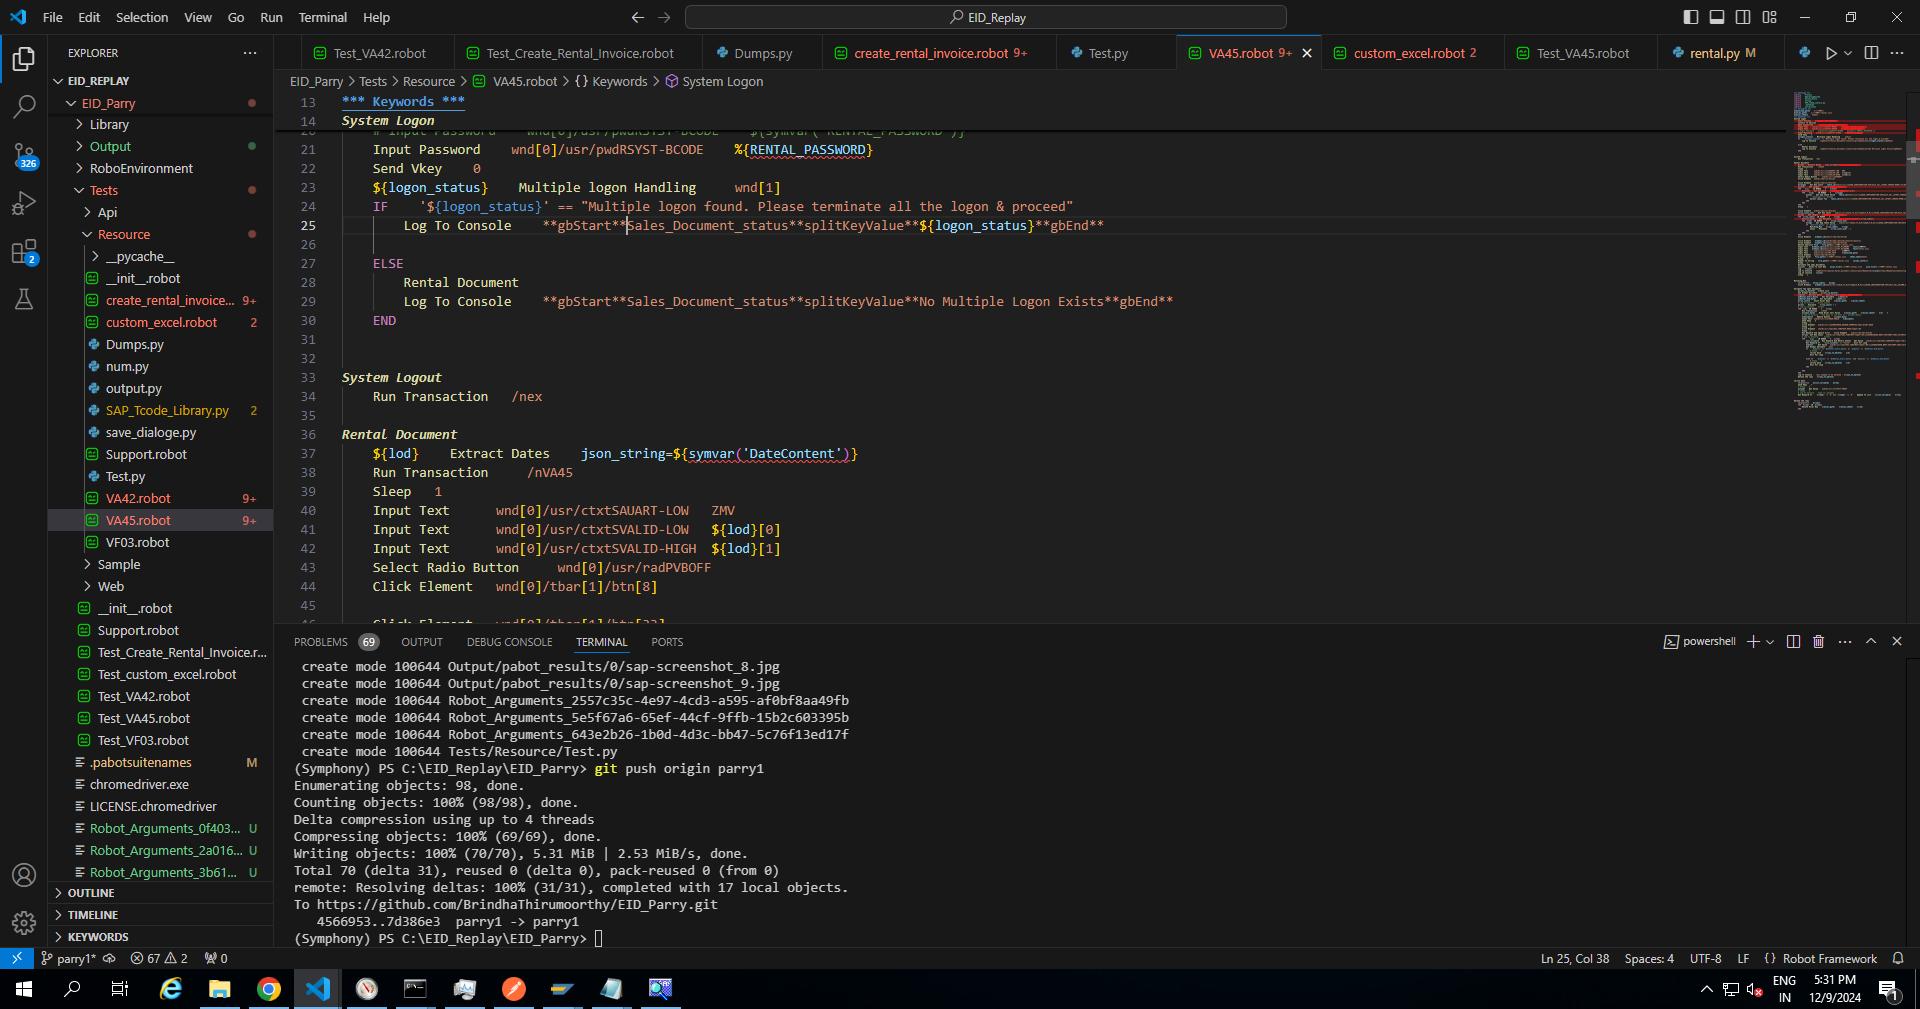 File Edit Selection View Go Run Terminal Help
EID_Replay
EXPLORER
Test_VA42.robot
Test_Create_Rental_Invoice.robot
Dumps.py
create_rental_invoice.robot 9+
Test.py
VA45.robot 9+
custom_excel.robot 2
Test_VA45.robot
rental.py M
EID_Parry > Tests > Resource > VA45.robot > {} Keywords > System Logon
EID_REPLAY
EID_Parry
Library
Output
RoboEnvironment
Tests
Api
Resource
__pycache__
__init__.robot
create_rental_invoice... 9+
custom_excel.robot 2
Dumps.py
num.py
output.py
SAP_Tcode_Library.py 2
save_dialoge.py
Support.robot
Test.py
VA42.robot 9+
VA45.robot 9+
VF03.robot
Sample
Web
__init__.robot
Support.robot
Test_Create_Rental_Invoice.r...
Test_custom_excel.robot
Test_VA42.robot
Test_VA45.robot
Test_VF03.robot
.pabotsuitenames M
chromedriver.exe
LICENSE.chromedriver
Robot_Arguments_0f403... U
Robot_Arguments_2a016... U
Robot_Arguments_3b61... U
OUTLINE
TIMELINE
KEYWORDS
326
2
13 *** Keywords ***
14 System Logon
20 # Input Password wnd[0]/usr/pwdRSYST-BCODE ${symvar('RENTAL_PASSWORD')}
21 Input Password wnd[0]/usr/pwdRSYST-BCODE %{RENTAL_PASSWORD}
22 Send Vkey 0
23 ${logon_status} Multiple logon Handling wnd[1]
24 IF '${logon_status}' == "Multiple logon found. Please terminate all the logon & proceed"
25 Log To Console **gbStart**Sales_Document_status**splitKeyValue**${logon_status}**gbEnd**
26
27 ELSE
28 Rental Document
29 Log To Console **gbStart**Sales_Document_status**splitKeyValue**No Multiple Logon Exists**gbEnd**
30 END
31
32
33 System Logout
34 Run Transaction /nex
35
36 Rental Document
37 ${lod} Extract Dates json_string=${symvar('DateContent')}
38 Run Transaction /nVA45
39 Sleep 1
40 Input Text wnd[0]/usr/ctxtSAUART-LOW ZMV
41 Input Text wnd[0]/usr/ctxtSVALID-LOW ${lod}[0]
42 Input Text wnd[0]/usr/ctxtSVALID-HIGH ${lod}[1]
43 Select Radio Button wnd[0]/usr/radPVBOFF
44 Click Element wnd[0]/tbar[1]/btn[8]
45
PROBLEMS 69 OUTPUT DEBUG CONSOLE TERMINAL PORTS
powershell
create mode 100644 Output/pabot_results/0/sap-screenshot_8.jpg
create mode 100644 Output/pabot_results/0/sap-screenshot_9.jpg
create mode 100644 Robot_Arguments_2557c35c-4e97-4cd3-a595-af0bf8aa49fb
create mode 100644 Robot_Arguments_5e5f67a6-65ef-44cf-9ffb-15b2c603395b
create mode 100644 Robot_Arguments_643e2b26-1b0d-4d3c-bb47-5c76f13ed17f
create mode 100644 Tests/Resource/Test.py
(Symphony) PS C:\EID_Replay\EID_Parry> git push origin parry1
Enumerating objects: 98, done.
Counting objects: 100% (98/98), done.
Delta compression using up to 4 threads
Compressing objects: 100% (69/69), done.
Writing objects: 100% (70/70), 5.31 MiB | 2.53 MiB/s, done.
Total 70 (delta 31), reused 0 (delta 0), pack-reused 0 (from 0)
remote: Resolving deltas: 100% (31/31), completed with 17 local objects.
To https://github.com/BrindhaThirumoorthy/EID_Parry.git
4566953..7d386e3 parry1 -> parry1
(Symphony) PS C:\EID_Replay\EID_Parry>
parry1* 67 2 0
Ln 25, Col 38 Spaces: 4 UTF-8 LF {} Robot Framework
ENG
IN
5:31 PM
12/9/2024
1